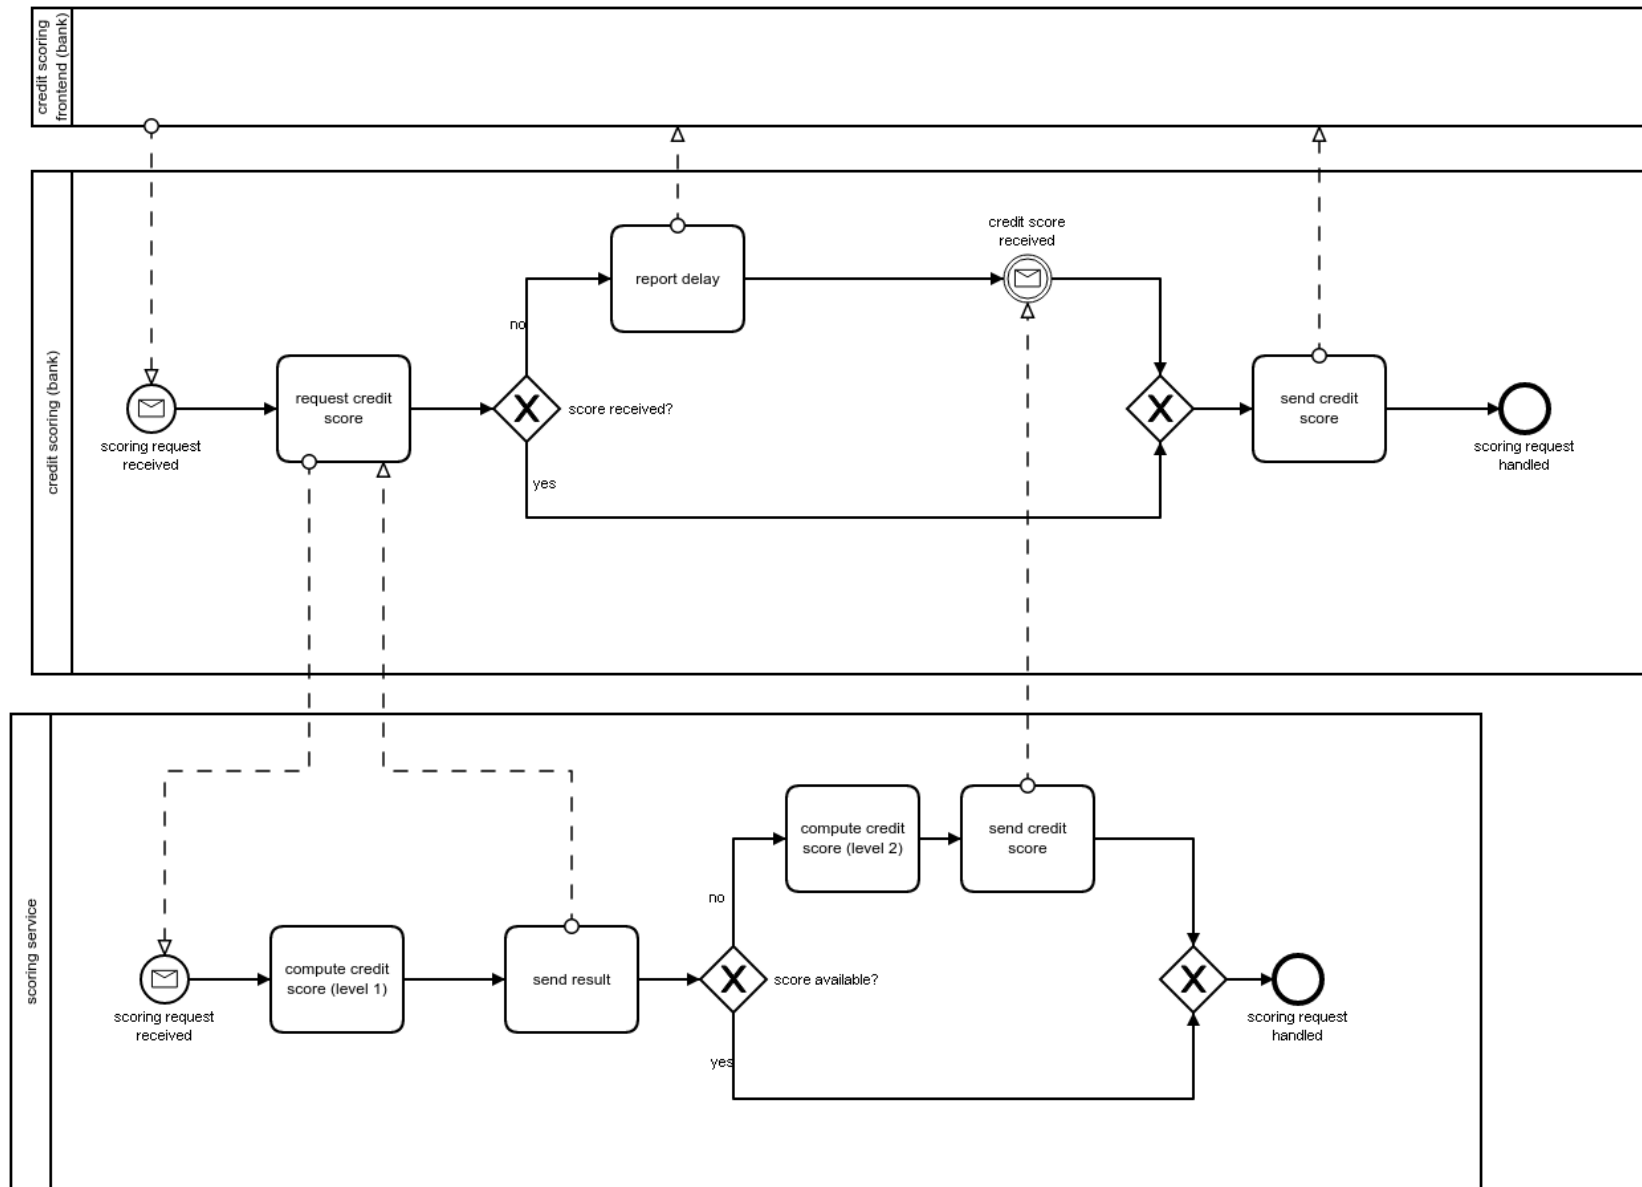 credit scoring
frontend (bank)
credit scoring (bank)
scoring request
received
request credit
score
score received?
no
yes
report delay
credit score
received
send credit
score
scoring request
handled
scoring service
scoring request
received
compute credit
score (level 1)
send result
score available?
no
yes
compute credit
score (level 2)
send credit
score
scoring request
handled